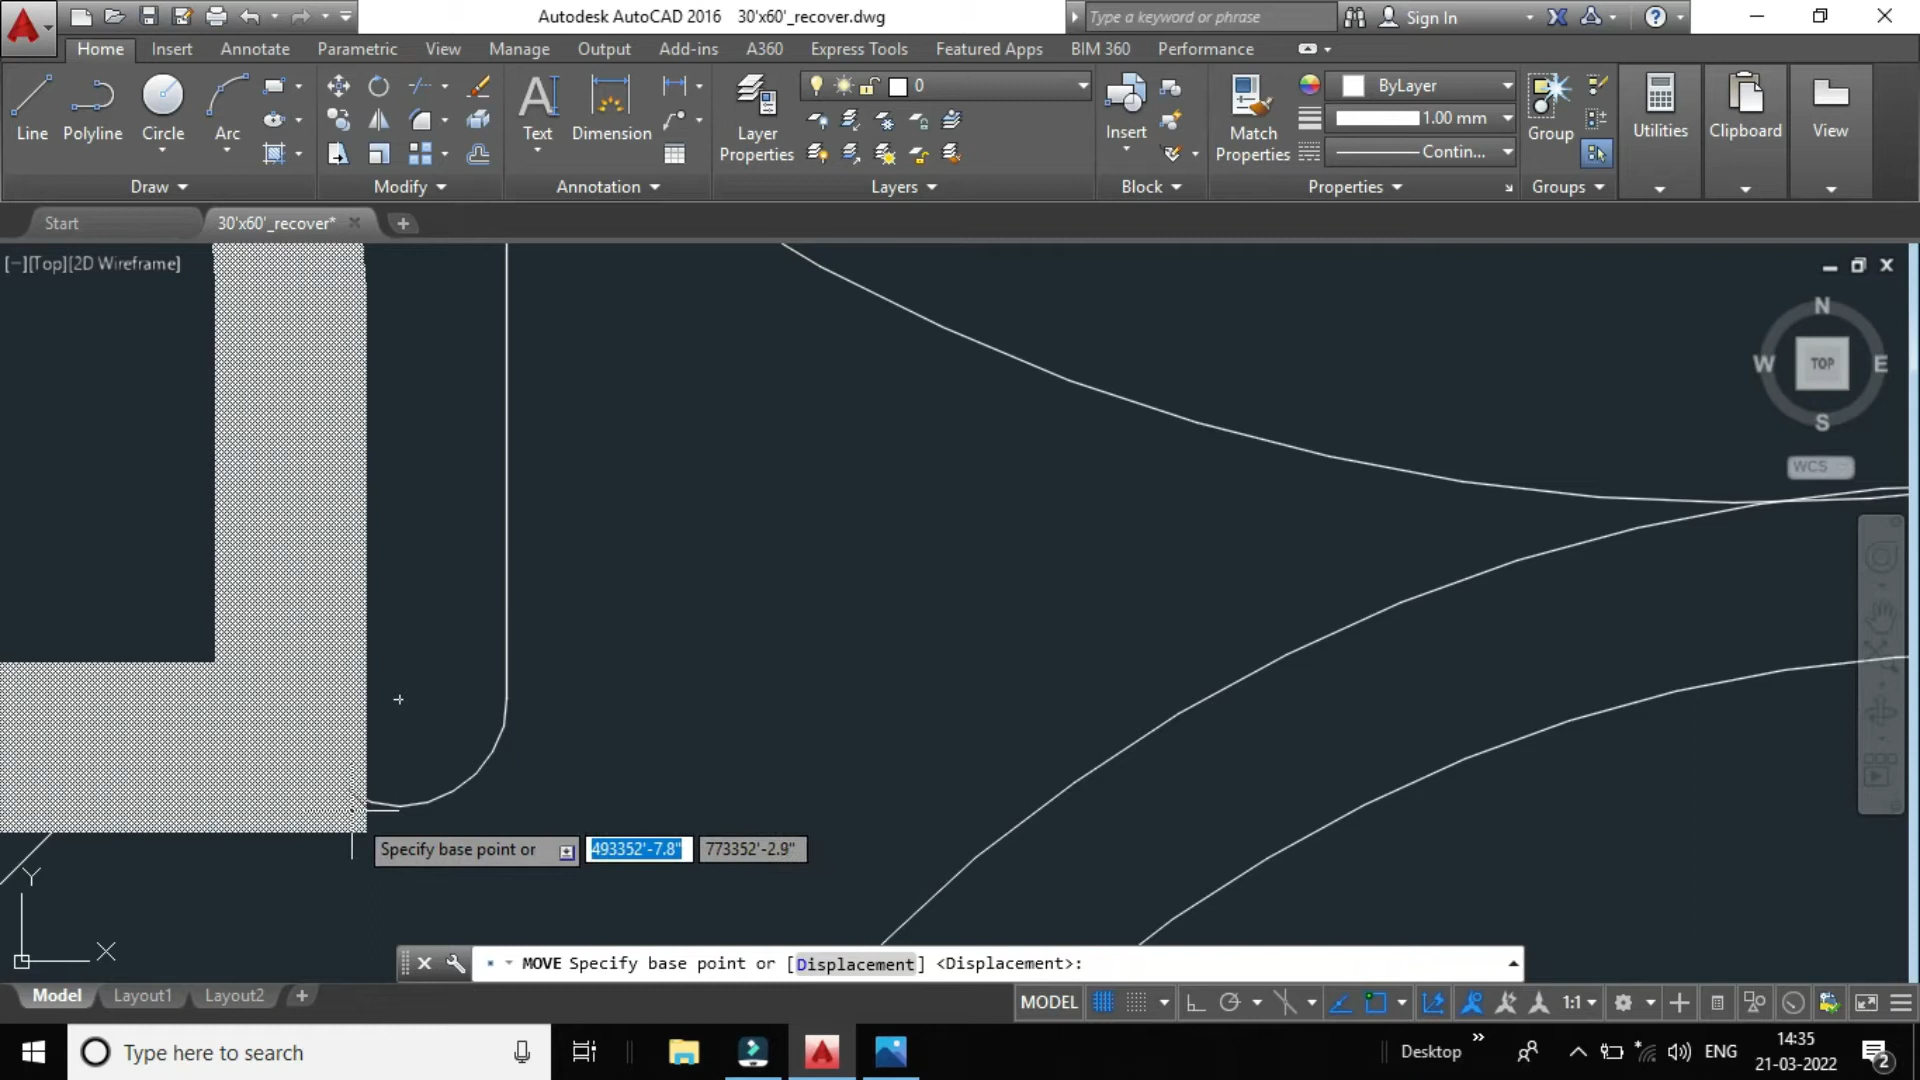 Autodesk AutoCAD 2016 30'x60'_recover.dwg
Type a keyword or phrase
Sign In
Home Insert Annotate Parametric View Manage Output Add-ins A360 Express Tools Featured Apps BIM 360 Performance
Line Polyline Circle Arc
Text Dimension
Layer Properties
0
Insert
Match Properties
ByLayer
1.00 mm
Contin...
Group
Utilities
Clipboard
View
Draw Modify Annotation Layers Block Properties Groups
Start 30'x60'_recover*
[−][Top][2D Wireframe]
N
W TOP E
S
WCS
Specify base point or 493352'-7.8" 773352'-2.9"
Y
X
MOVE Specify base point or [Displacement] <Displacement>:
Model Layout1 Layout2
MODEL 1:1
Type here to search
Desktop
ENG
14:35
21-03-2022
2